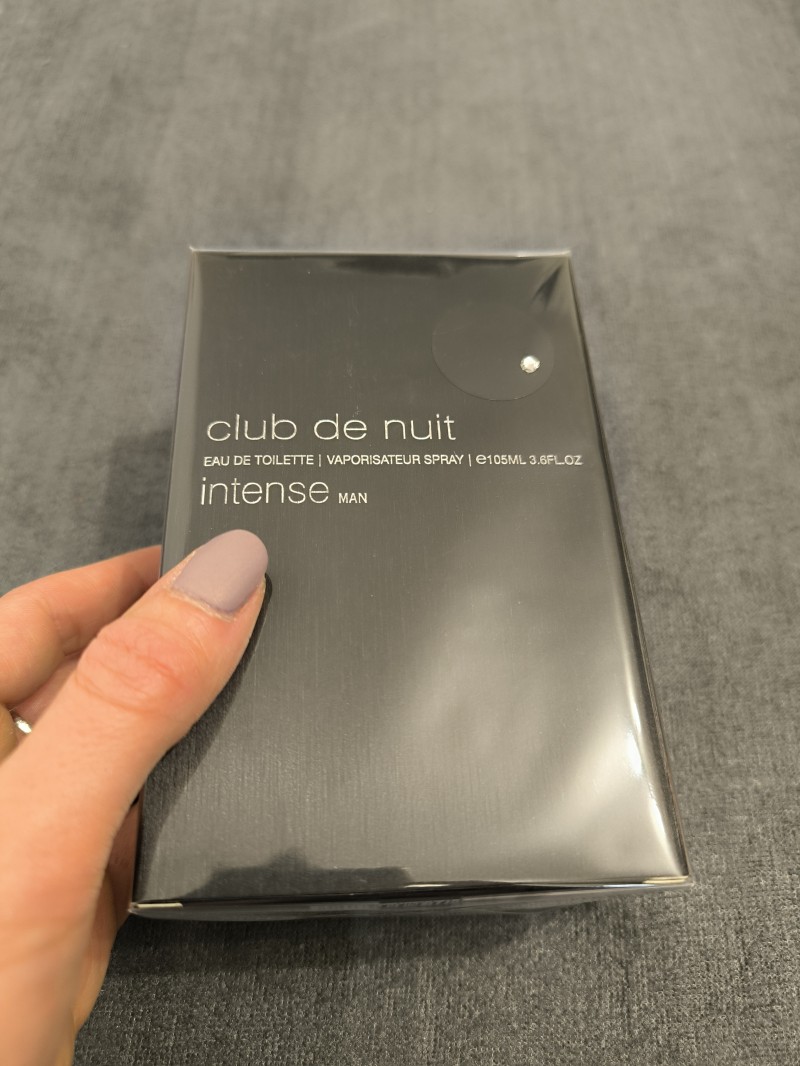 club de nuit
EAU DE TOILETTE | VAPORISATEUR SPRAY | ℮105ML 3.6FL.OZ
intense MAN